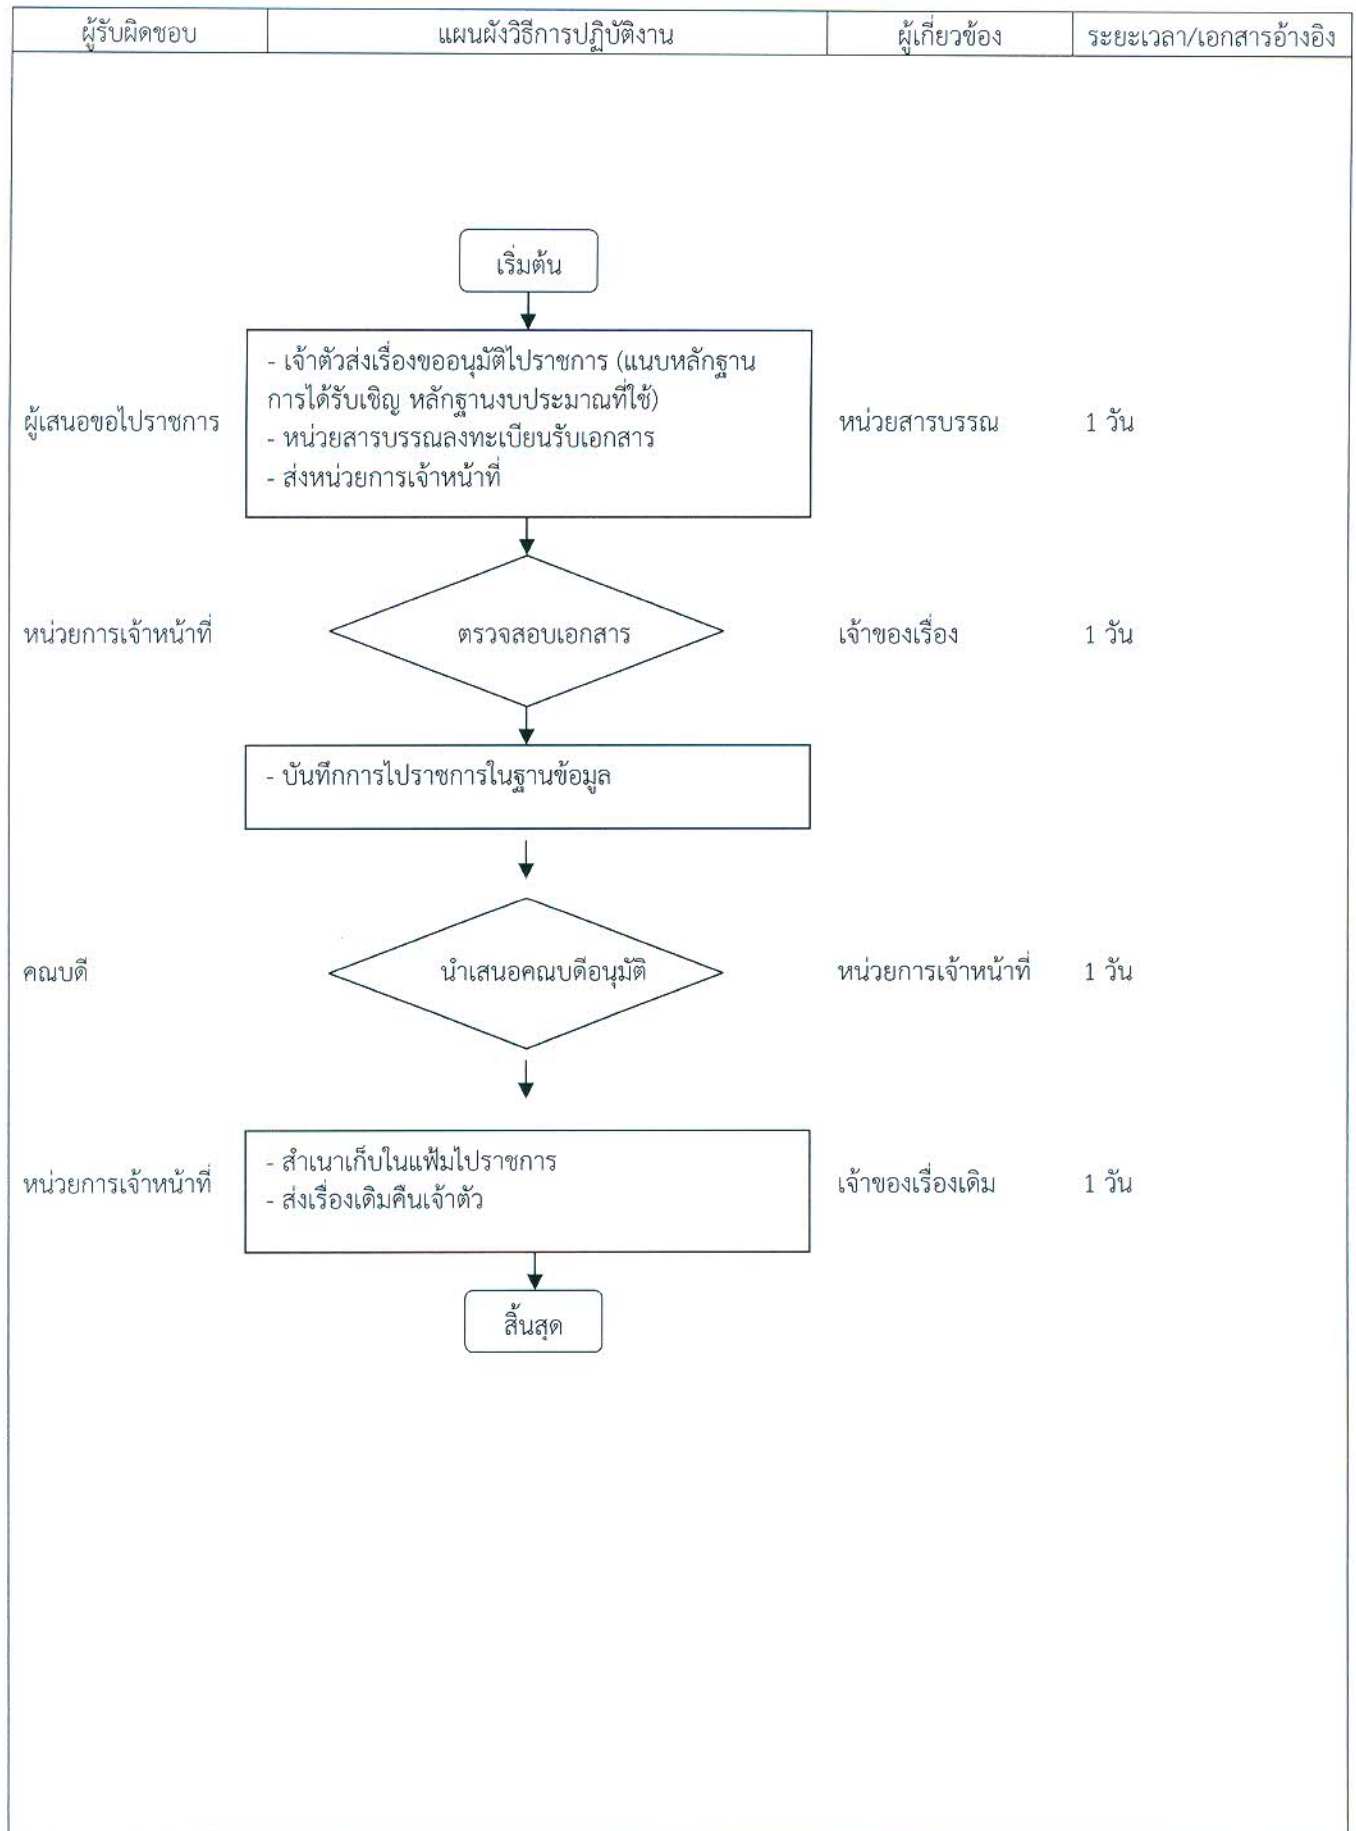 ผู้รับผิดชอบ แผนผังวิธีการปฏิบัติงาน ผู้เกี่ยวข้อง ระยะเวลา/เอกสารอ้างอิง
เริ่มต้น
- เจ้าตัวส่งเรื่องขออนุมัติไปราชการ (แนบหลักฐาน
การได้รับเชิญ หลักฐานงบประมาณที่ใช้)
ผู้เสนอขอไปราชการ หน่วยสารบรรณ 1 วัน
- หน่วยสารบรรณลงทะเบียนรับเอกสาร
- ส่งหน่วยการเจ้าหน้าที่
หน่วยการเจ้าหน้าที่ ตรวจสอบเอกสาร เจ้าของเรื่อง 1 วัน
- บันทึกการไปราชการในฐานข้อมูล
คณบดี นำเสนอคณบดีอนุมัติ หน่วยการเจ้าหน้าที่ 1 วัน
- สำเนาเก็บในแฟ้มไปราชการ
หน่วยการเจ้าหน้าที่ เจ้าของเรื่องเดิม 1 วัน
- ส่งเรื่องเดิมคืนเจ้าตัว
สิ้นสุด